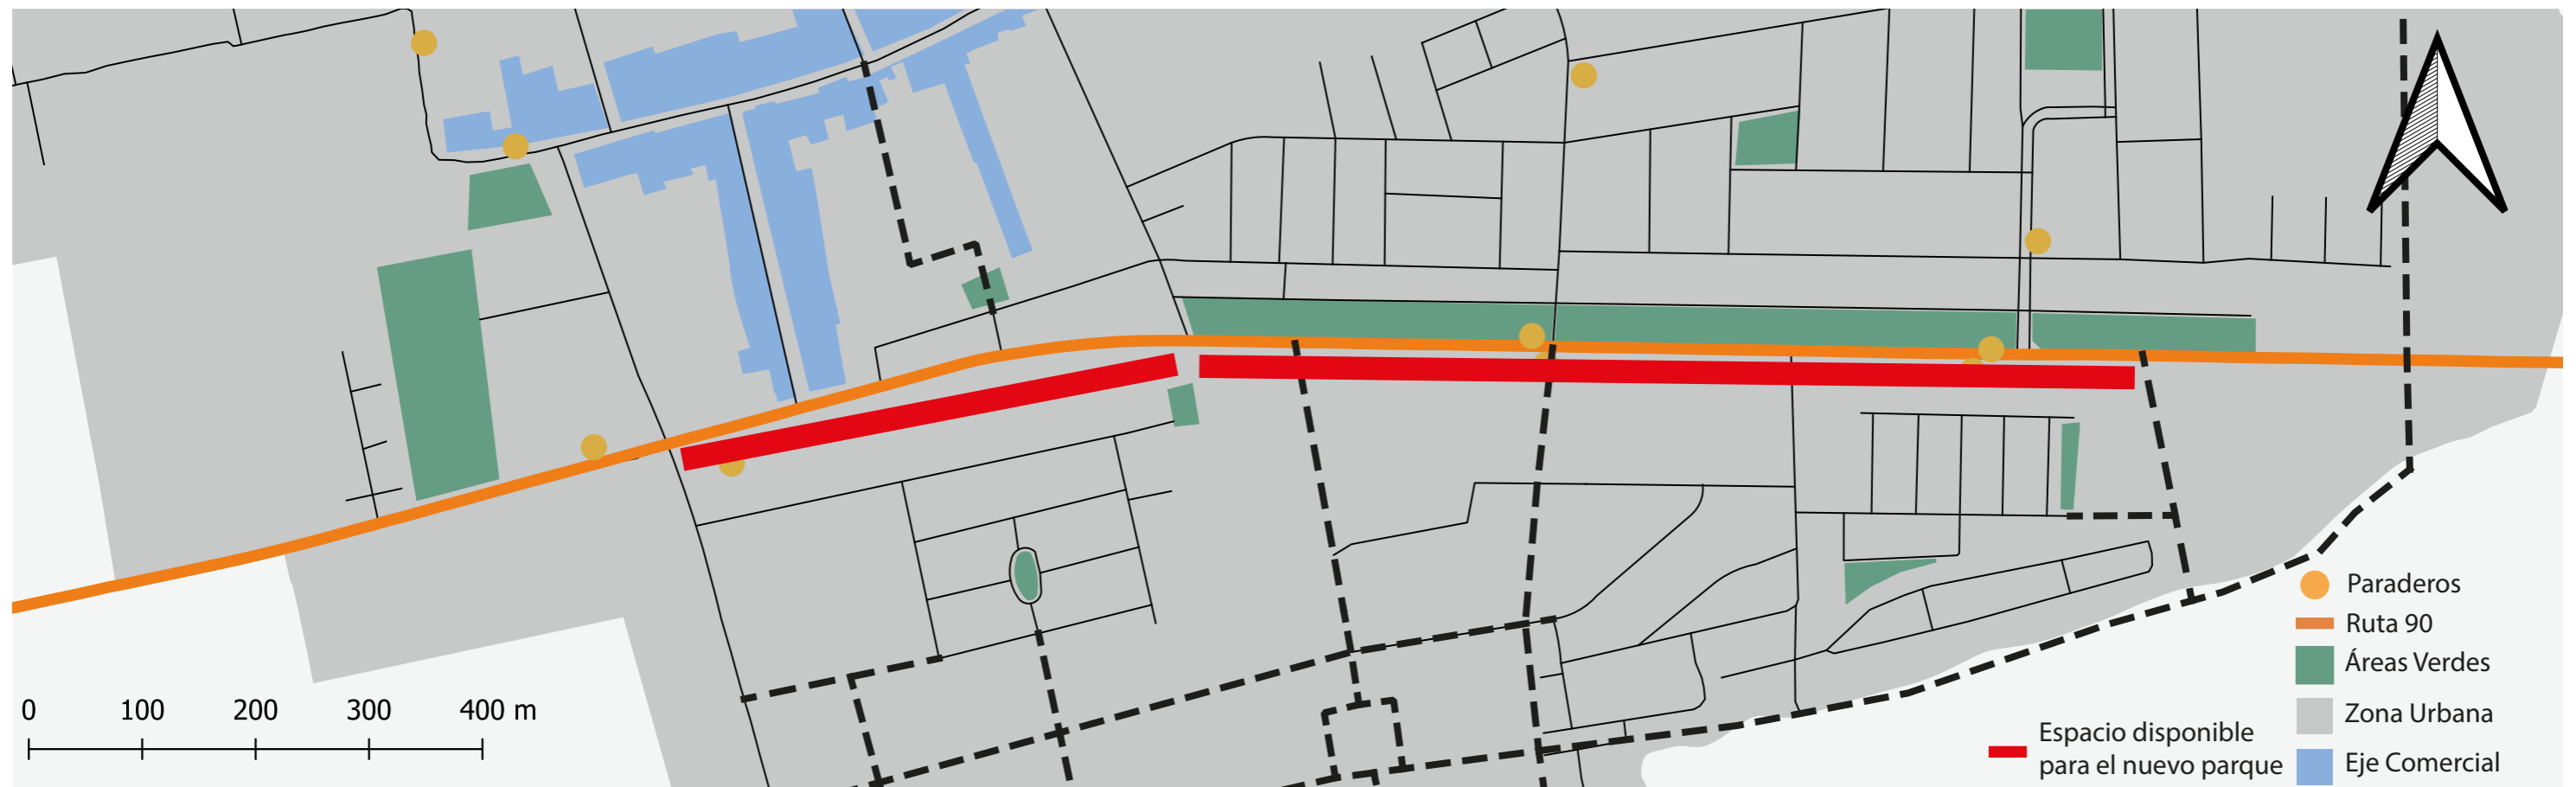 0 100 200 300 400 m
Paraderos
Ruta 90
Áreas Verdes
Zona Urbana
Espacio disponible
para el nuevo parque
Eje Comercial